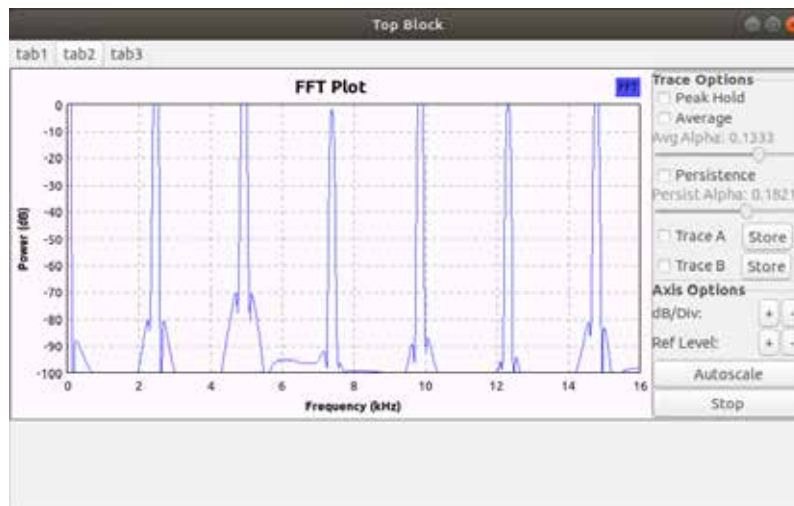 Top Block
tab1 tab2 tab3
FFT Plot
FFT
Power (dB)
0
-10
-20
-30
-40
-50
-60
-70
-80
-90
-100
0 2 4 6 8 10 12 14 16
Frequency (kHz)
Trace Options
Peak Hold
Average
Avg Alpha: 0.1333
Persistence
Persist Alpha: 0.1821
Trace A Store
Trace B Store
Axis Options
dB/Div: + -
Ref Level: + -
Autoscale
Stop